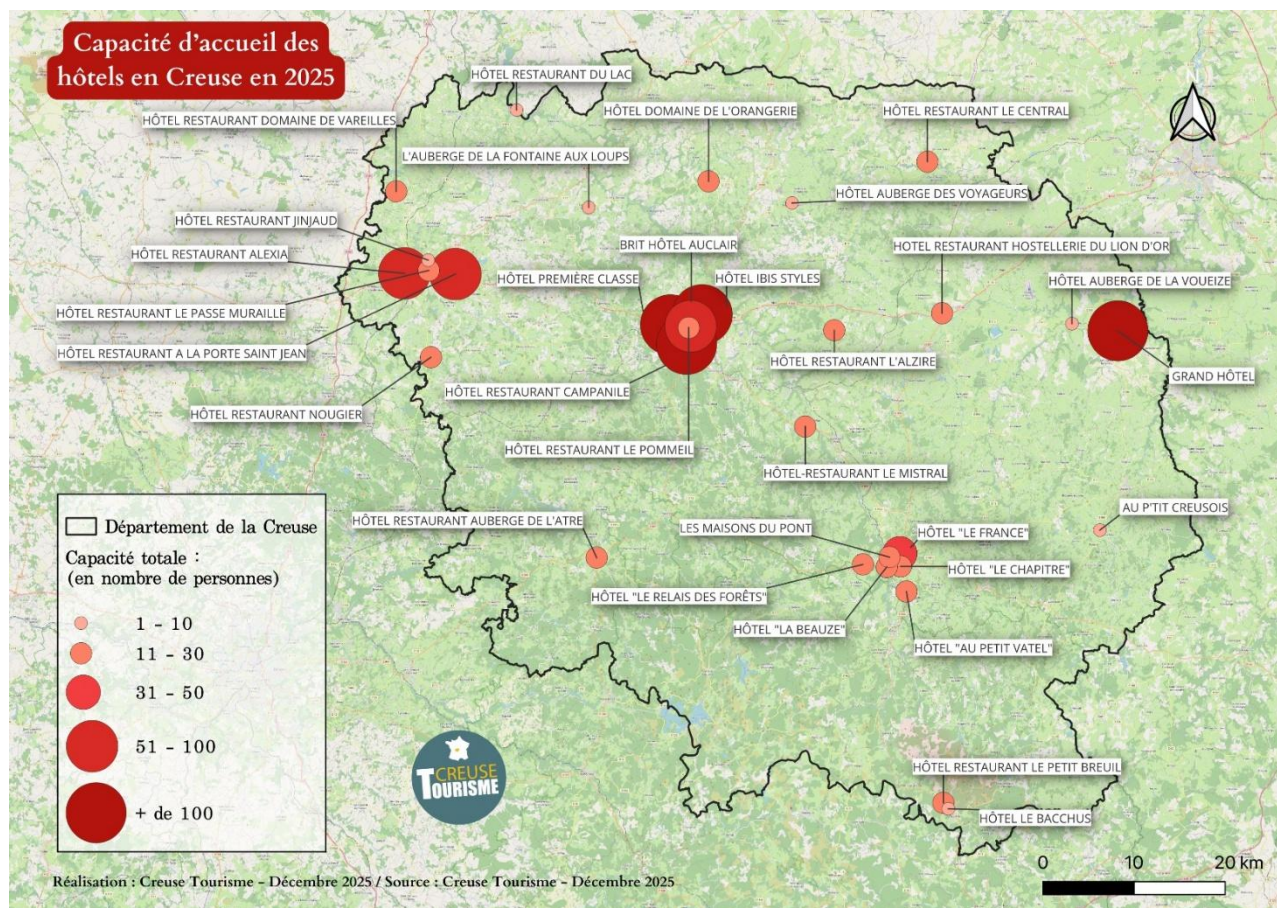 Capacité d'accueil des
hôtels en Creuse en 2025
HÔTEL RESTAURANT DU LAC
HÔTEL RESTAURANT DOMAINE DE VAREILLES
HÔTEL DOMAINE DE L'ORANGERIE
HÔTEL RESTAURANT LE CENTRAL
N
L'AUBERGE DE LA FONTAINE AUX LOUPS
HÔTEL AUBERGE DES VOYAGEURS
HÔTEL RESTAURANT JINJAUD
HÔTEL RESTAURANT ALEXIA
BRIT HÔTEL AUCLAIR
HOTEL RESTAURANT HOSTELLERIE DU LION D'OR
HÔTEL PREMIÈRE CLASSE
HÔTEL IBIS STYLES
HÔTEL AUBERGE DE LA VOUEIZE
HÔTEL RESTAURANT LE PASSE MURAILLE
HÔTEL RESTAURANT A LA PORTE SAINT JEAN
HÔTEL RESTAURANT L'ALZIRE
GRAND HÔTEL
HÔTEL RESTAURANT CAMPANILE
HÔTEL RESTAURANT NOUGIER
HÔTEL RESTAURANT LE POMMEIL
HÔTEL-RESTAURANT LE MISTRAL
Département de la Creuse
Capacité totale :
(en nombre de personnes)
1 - 10
11 - 30
31 - 50
51 - 100
+ de 100
HÔTEL RESTAURANT AUBERGE DE L'ATRE
LES MAISONS DU PONT
AU P'TIT CREUSOIS
HÔTEL "LE FRANCE"
HÔTEL "LE CHAPITRE"
HÔTEL "LE RELAIS DES FORÊTS"
HÔTEL "LA BEAUZE"
HÔTEL "AU PETIT VATEL"
CREUSE
TOURISME
HÔTEL RESTAURANT LE PETIT BREUIL
HÔTEL LE BACCHUS
0 10 20 km
Réalisation : Creuse Tourisme - Décembre 2025 / Source : Creuse Tourisme - Décembre 2025